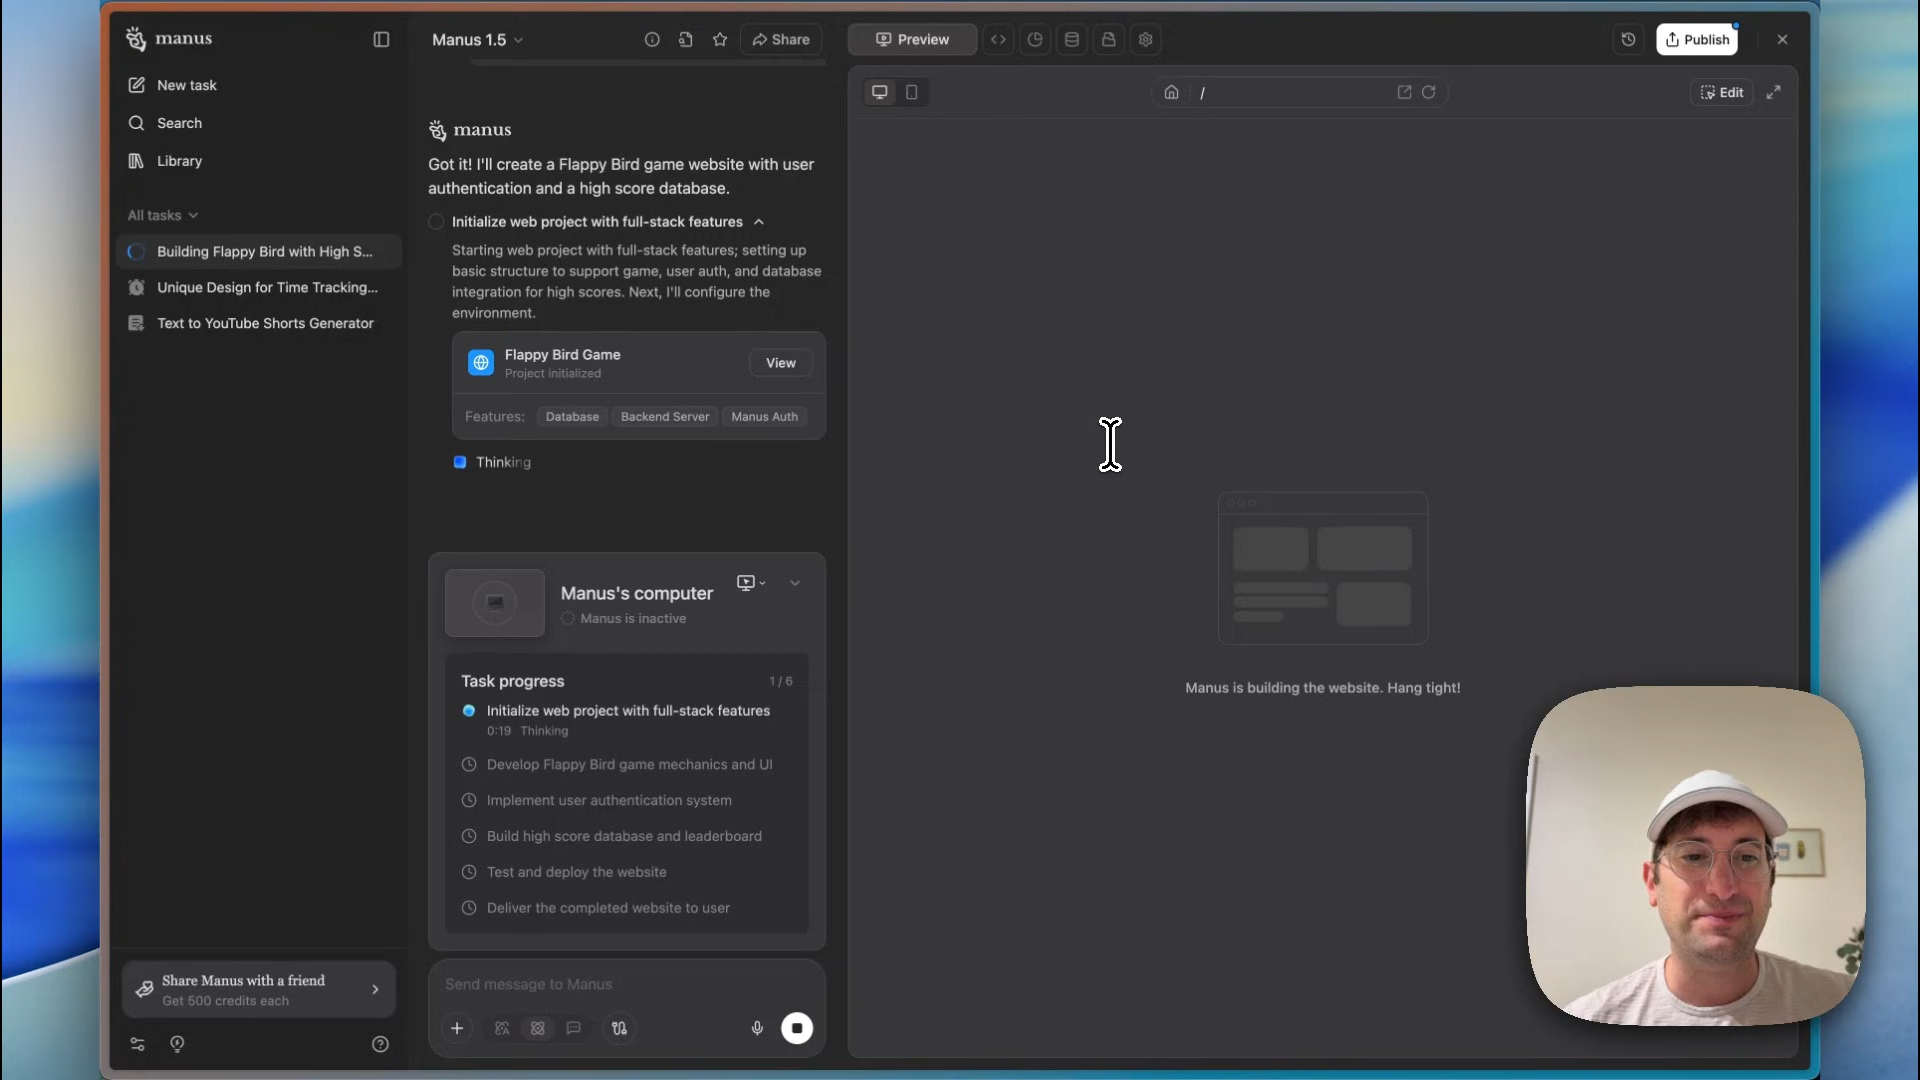 manus
New task
Search
Library
All tasks
Building Flappy Bird with High S...
Unique Design for Time Tracking...
Text to YouTube Shorts Generator
Share Manus with a friend
Get 500 credits each
Manus 1.5
Share
manus
Got it! I'll create a Flappy Bird game website with user
authentication and a high score database.
Initialize web project with full-stack features
Starting web project with full-stack features; setting up
basic structure to support game, user auth, and database
integration for high scores. Next, I'll configure the
environment.
Flappy Bird Game
Project initialized
View
Features: Database Backend Server Manus Auth
Thinking
Manus's computer
Manus is inactive
Task progress 1 / 6
Initialize web project with full-stack features
0:19 Thinking
Develop Flappy Bird game mechanics and UI
Implement user authentication system
Build high score database and leaderboard
Test and deploy the website
Deliver the completed website to user
Send message to Manus
Preview
Publish
/
Edit
Manus is building the website. Hang tight!